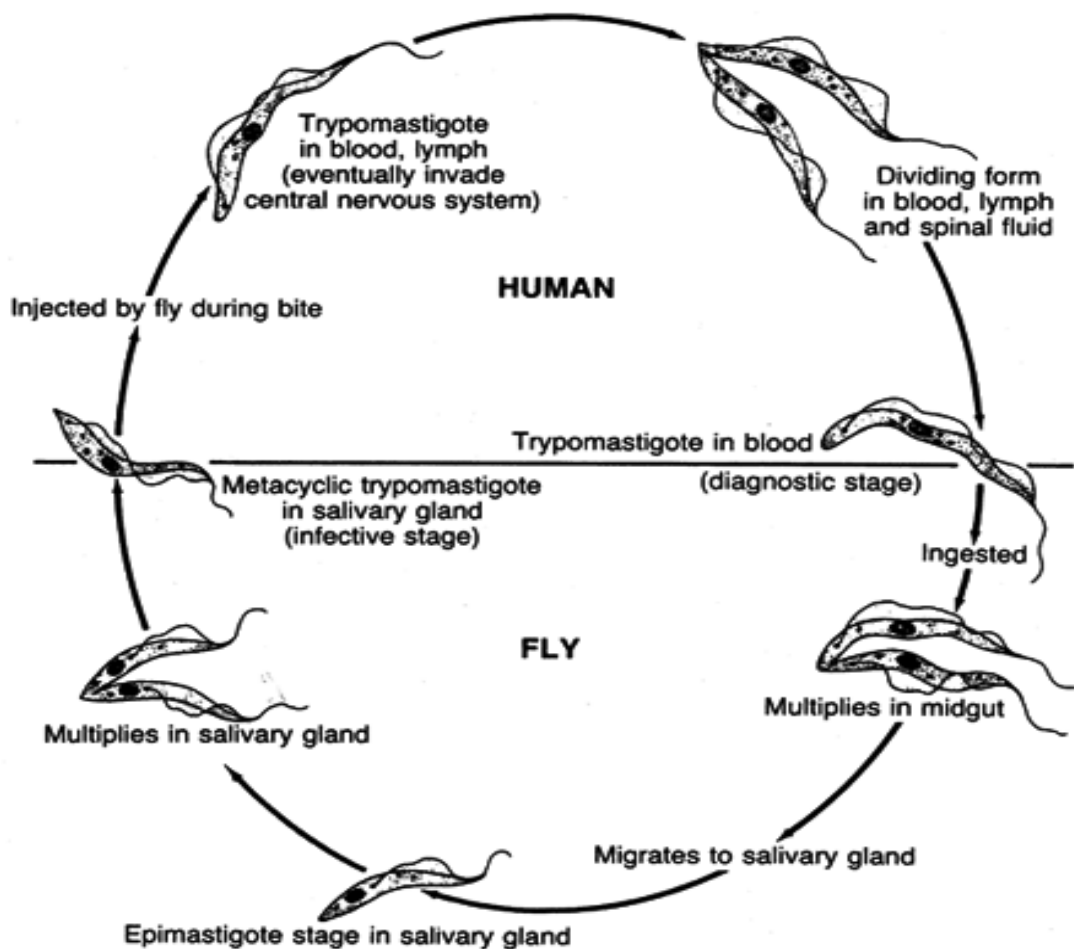 Trypomastigote
in blood, lymph
(eventually invade
central nervous system)
Dividing form
in blood, lymph
and spinal fluid
HUMAN
Injected by fly during bite
Trypomastigote in blood
(diagnostic stage)
Metacyclic trypomastigote
in salivary gland
(infective stage)
Ingested
FLY
Multiplies in midgut
Multiplies in salivary gland
Migrates to salivary gland
Epimastigote stage in salivary gland